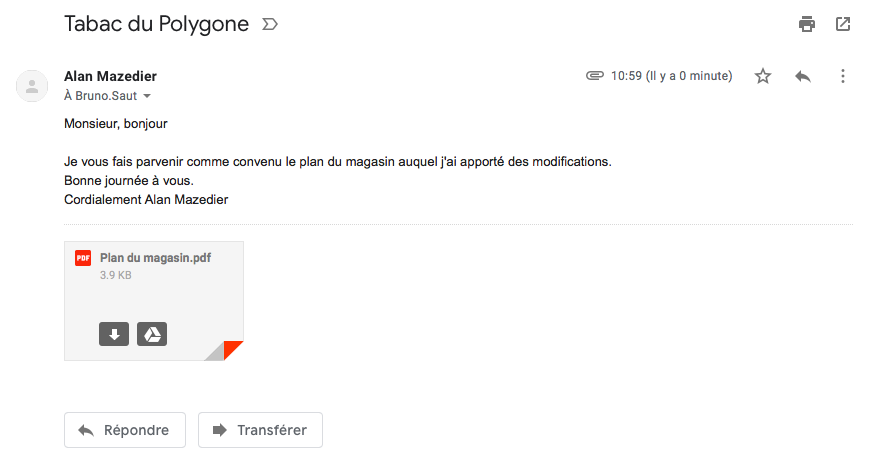 Tabac du Polygone
Alan Mazedier
10:59 (Il y a 0 minute)
À Bruno.Saut
Monsieur, bonjour
Je vous fais parvenir comme convenu le plan du magasin auquel j'ai apporté des modifications.
Bonne journée à vous.
Cordialement Alan Mazedier
PDF Plan du magasin.pdf
3.9 KB
Répondre
Transférer